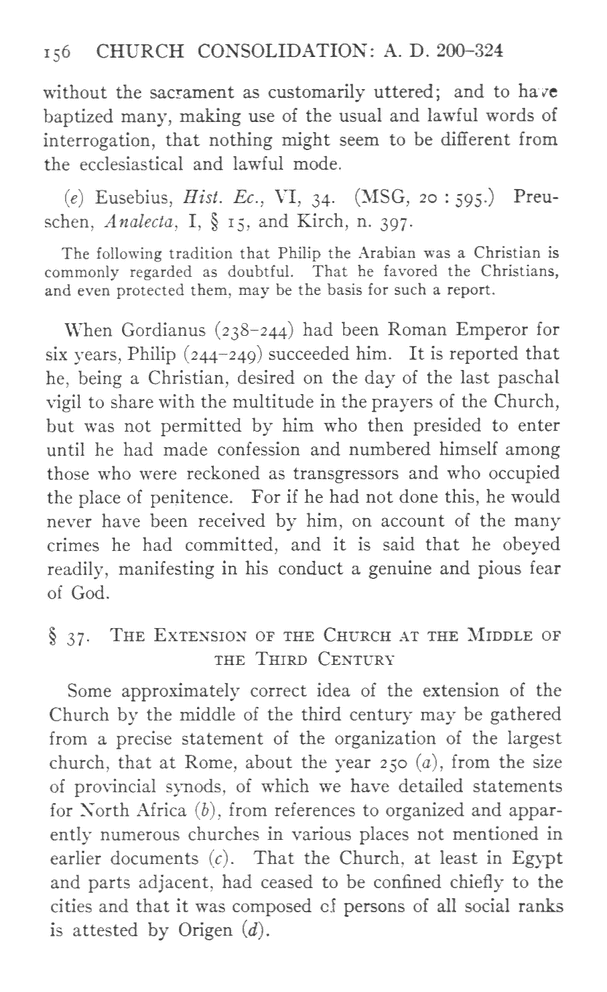 156 CHURCH CONSOLIDATION: A. D. 200–324
without the sacrament as customarily uttered; and to have
baptized many, making use of the usual and lawful words of
interrogation, that nothing might seem to be different from
the ecclesiastical and lawful mode.
(e) Eusebius, Hist. Ec., VI, 34. (MSG, 20 : 595.) Preu-
schen, Analecta, I, § 15, and Kirch, n. 397.
The following tradition that Philip the Arabian was a Christian is
commonly regarded as doubtful. That he favored the Christians,
and even protected them, may be the basis for such a report.
When Gordianus (238–244) had been Roman Emperor for
six years, Philip (244–249) succeeded him. It is reported that
he, being a Christian, desired on the day of the last paschal
vigil to share with the multitude in the prayers of the Church,
but was not permitted by him who then presided to enter
until he had made confession and numbered himself among
those who were reckoned as transgressors and who occupied
the place of penitence. For if he had not done this, he would
never have been received by him, on account of the many
crimes he had committed, and it is said that he obeyed
readily, manifesting in his conduct a genuine and pious fear
of God.
§ 37. The Extension of the Church at the Middle of
the Third Century
Some approximately correct idea of the extension of the
Church by the middle of the third century may be gathered
from a precise statement of the organization of the largest
church, that at Rome, about the year 250 (a), from the size
of provincial synods, of which we have detailed statements
for North Africa (b), from references to organized and appar-
ently numerous churches in various places not mentioned in
earlier documents (c). That the Church, at least in Egypt
and parts adjacent, had ceased to be confined chiefly to the
cities and that it was composed of persons of all social ranks
is attested by Origen (d).